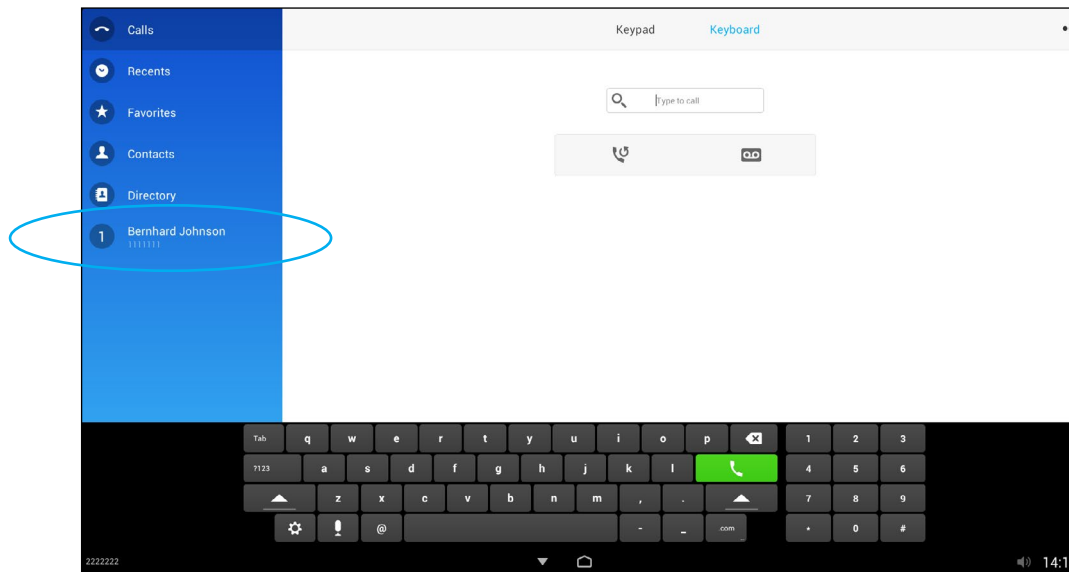 Calls
Keypad Keyboard
Recents
Type to call
Favorites
Contacts
Directory
1 Bernhard Johnson
1111111
Tab q w e r t y u i o p 1 2 3
?123 a s d f g h j k l 4 5 6
z x c v b n m , . 7 8 9
@ - _ .com * 0 #
2222222 14:1